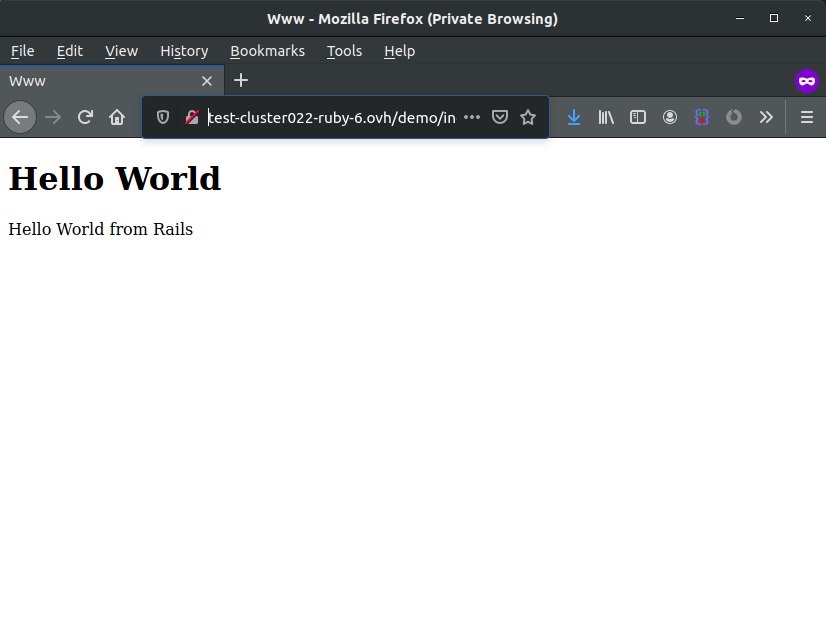 Www - Mozilla Firefox (Private Browsing)
File Edit View History Bookmarks Tools Help
Www
test-cluster022-ruby-6.ovh/demo/in
Hello World
Hello World from Rails